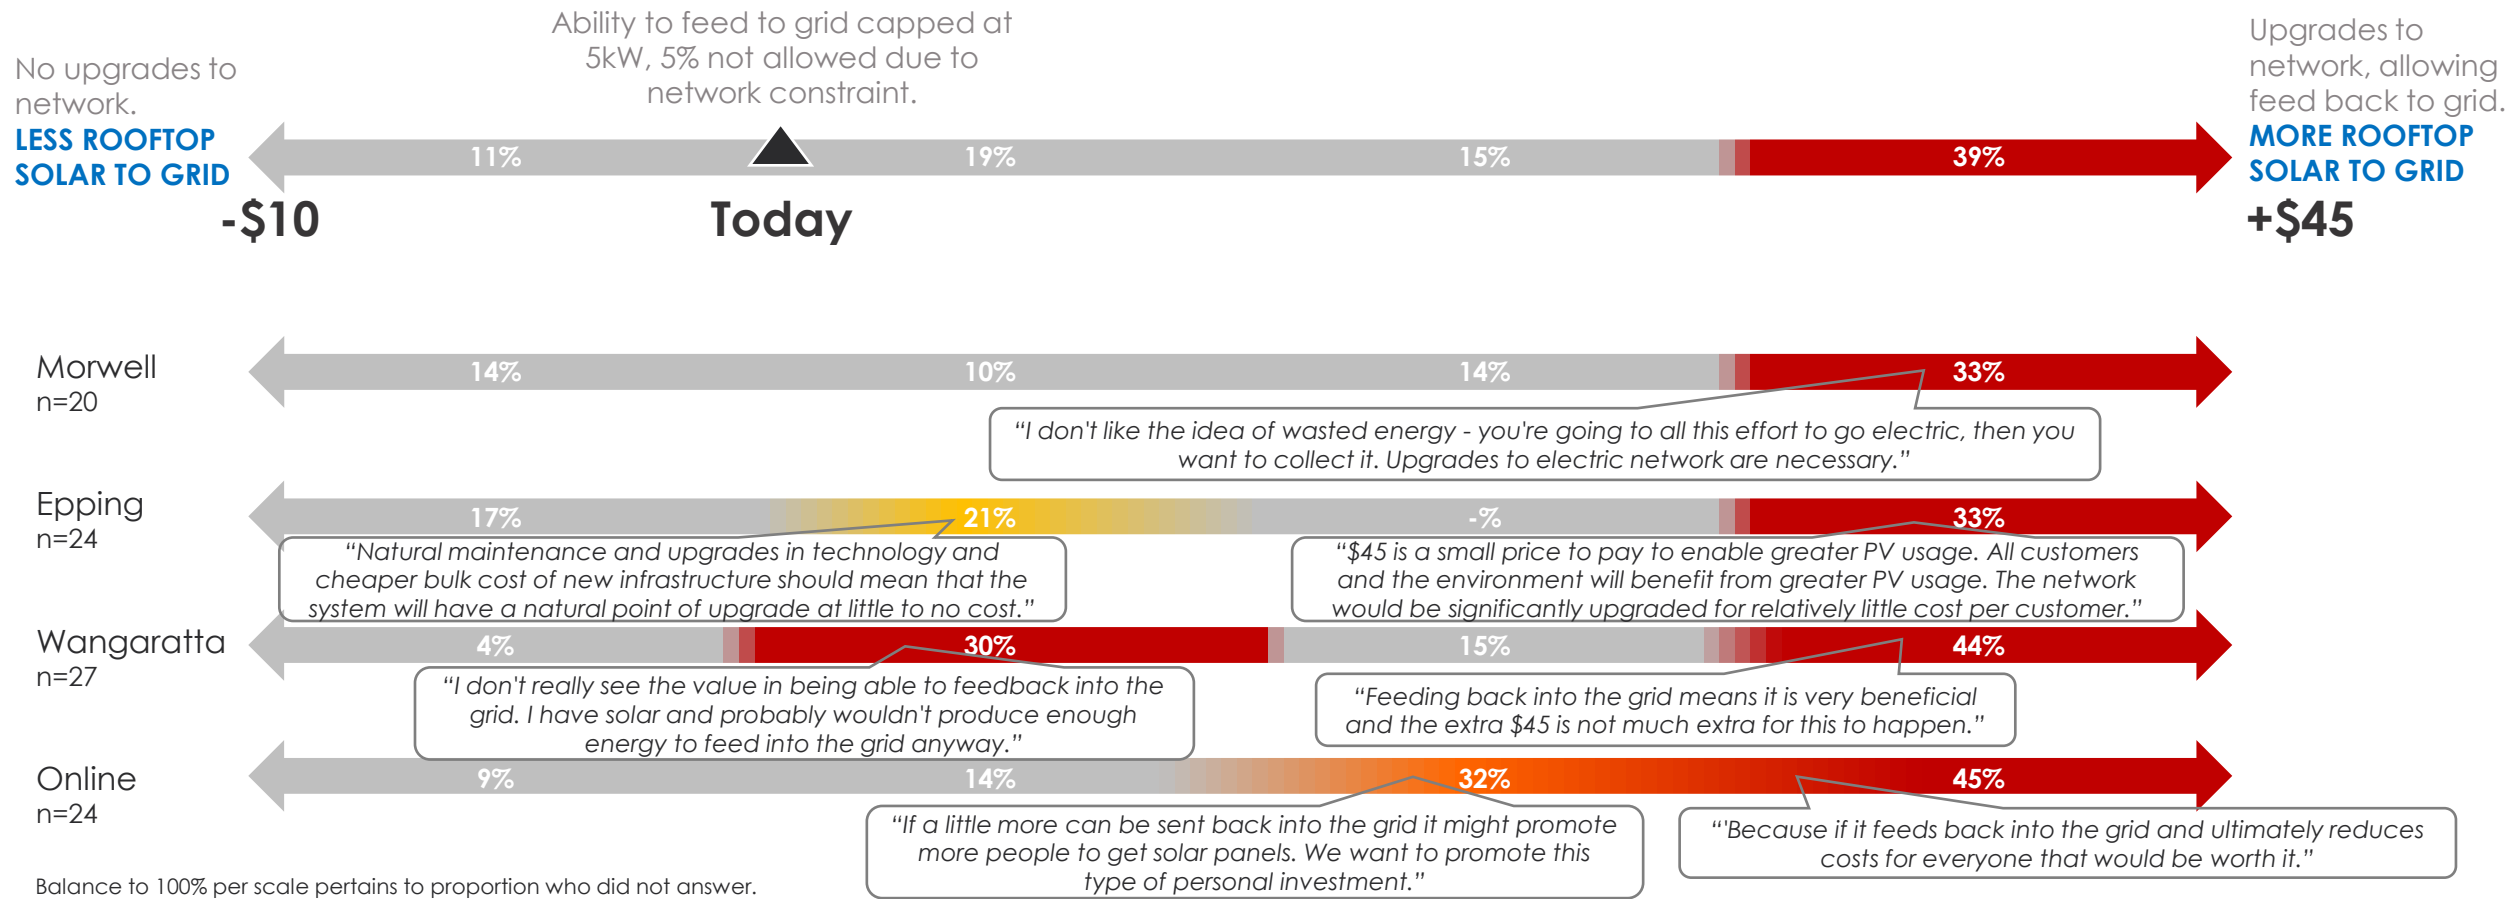 No upgrades to
network.
LESS ROOFTOP
SOLAR TO GRID
-$10
Ability to feed to grid capped at
5kW, 5% not allowed due to
network constraint.
Today
Upgrades to
network, allowing
feed back to grid.
MORE ROOFTOP
SOLAR TO GRID
+$45
11% 19% 15% 39%
Morwell
n=20
14% 10% 14% 33%
“I don't like the idea of wasted energy - you're going to all this effort to go electric, then you
want to collect it. Upgrades to electric network are necessary.”
Epping
n=24
17% 21% -% 33%
“Natural maintenance and upgrades in technology and
cheaper bulk cost of new infrastructure should mean that the
system will have a natural point of upgrade at little to no cost.”
“$45 is a small price to pay to enable greater PV usage. All customers
and the environment will benefit from greater PV usage. The network
would be significantly upgraded for relatively little cost per customer.”
Wangaratta
n=27
4% 30% 15% 44%
“I don't really see the value in being able to feedback into the
grid. I have solar and probably wouldn't produce enough
energy to feed into the grid anyway.”
“Feeding back into the grid means it is very beneficial
and the extra $45 is not much extra for this to happen.”
Online
n=24
9% 14% 32% 45%
“If a little more can be sent back into the grid it might promote
more people to get solar panels. We want to promote this
type of personal investment.”
“'Because if it feeds back into the grid and ultimately reduces
costs for everyone that would be worth it.”
Balance to 100% per scale pertains to proportion who did not answer.